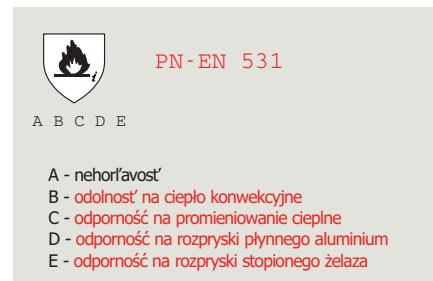 i
PN-EN 531
A B C D E
A - nehorľavosť
B - odolnosť na ciepło konwekcyjne
C - odporność na promieniowanie cieplne
D - odporność na rozpryski płynnego aluminium
E - odporność na rozpryski stopionego żelaza